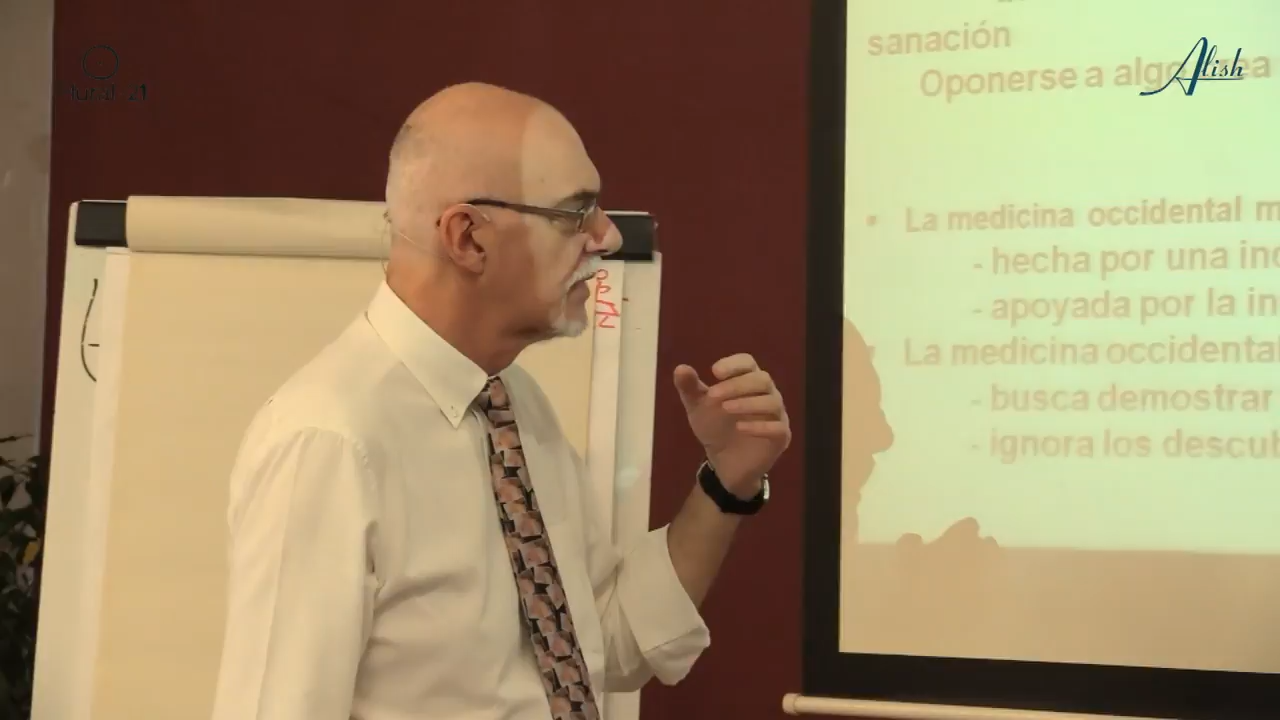 sanación
Oponerse a algo
Alish
La medicina occidental
- hecha por una
- apoyada por la
La medicina occidental
- busca demostrar
- ignora los